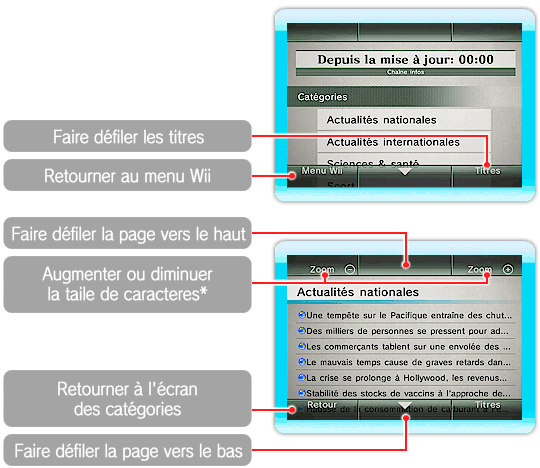 Depuis la mise à jour: 00:00
Chaîne infos
Catégories
Actualités nationales
Actualités internationales
Sciences & santé
Sport
Menu Wii
Titres
Faire défiler les titres
Retourner au menu Wii
Faire défiler la page vers le haut
Augmenter ou diminuer
la taile de caracteres*
Retourner à l'écran
des catégories
Faire défiler la page vers le bas
Zoom
Zoom
Actualités nationales
Une tempête sur le Pacifique entraîne des chut...
Des milliers de personnes se pressent pour ad...
Les commerçants tablent sur une envolée des ...
Le mauvais temps cause de graves retards dan...
La crise se prolonge à Hollywood, les revenus...
Stabilité des stocks de vaccins à l'approche de...
Hausse de la consommation de carburant à l'é...
Retour
Titres